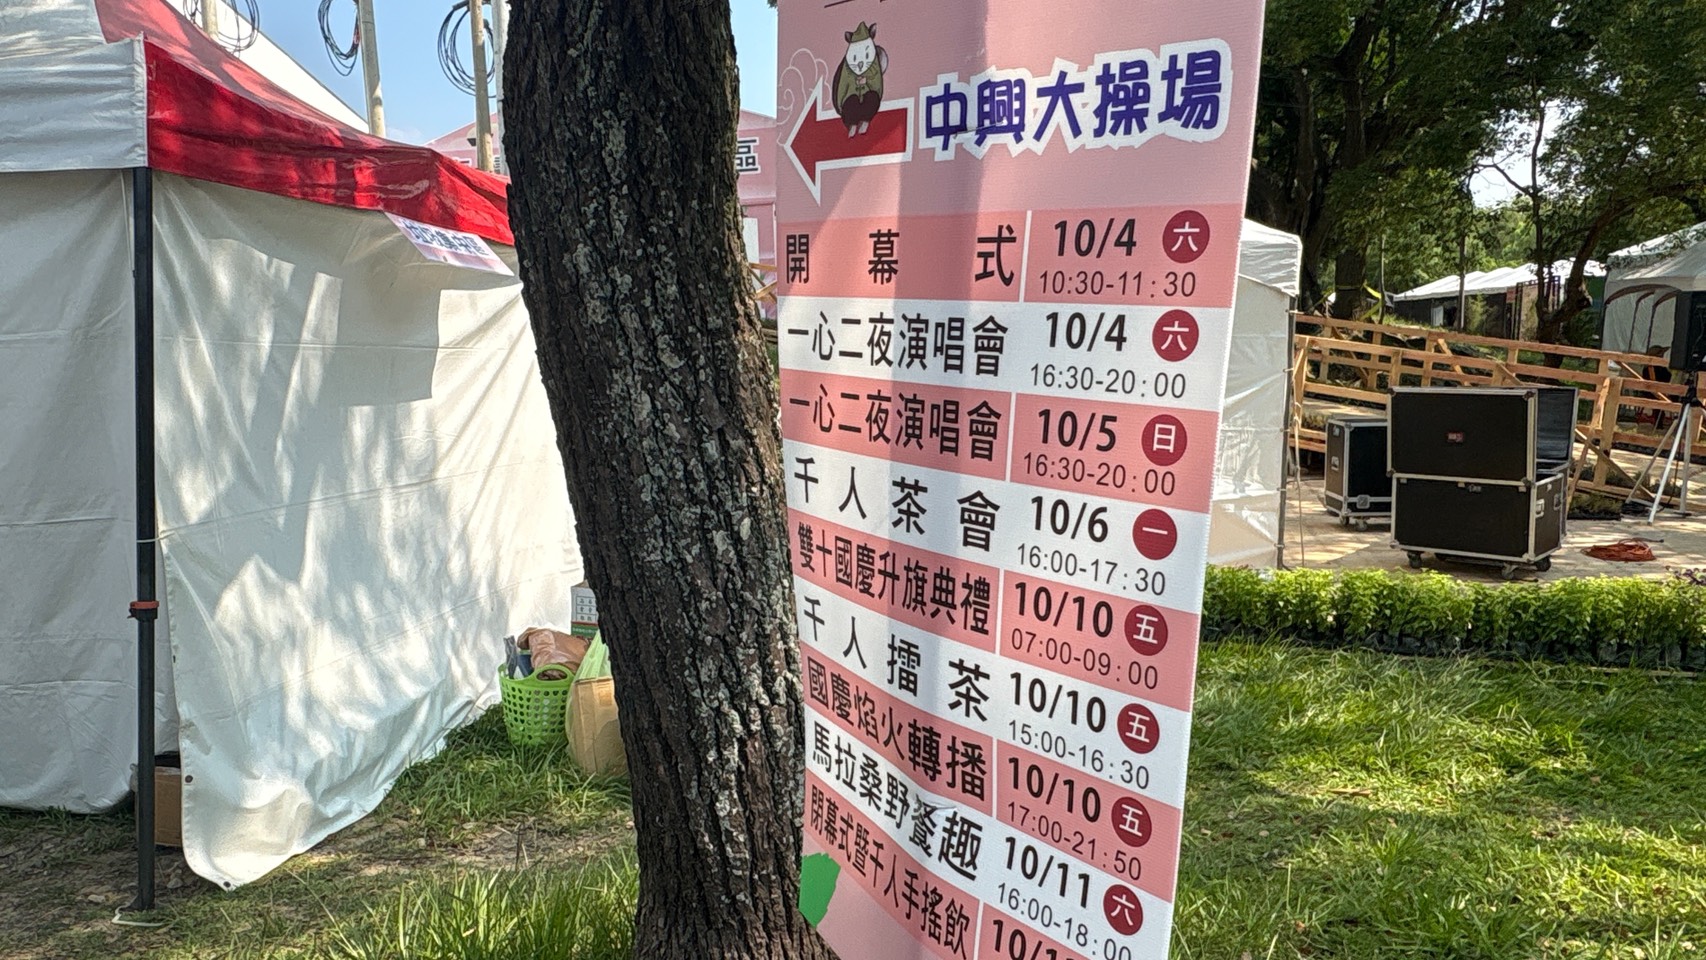 中興大操場
開幕式 10/4 六
10:30-11:30
一心二夜演唱會 10/4 六
16:30-20:00
一心二夜演唱會 10/5 日
16:30-20:00
千人茶會 10/6 一
16:00-17:30
雙十國慶升旗典禮 10/10 五
07:00-09:00
千人擂茶 10/10 五
15:00-16:30
國慶焰火轉播 10/10 五
17:00-21:50
馬拉桑野餐趣 10/11 六
16:00-18:00
閉幕式暨千人手搖飲
區